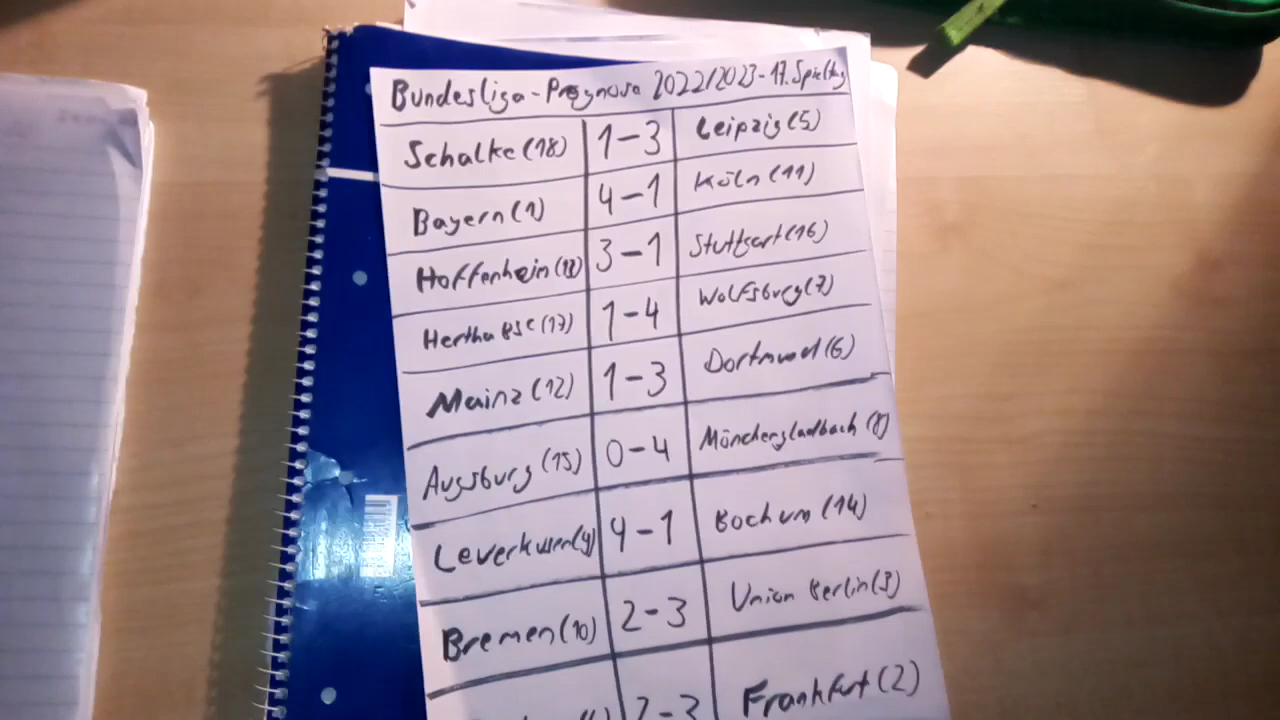 Bundesliga-Prognose 2022/2023-17. Spieltag
Schalke (18) 1-3 Leipzig (5)
Bayern (1) 4-1 Köln (11)
Hoffenheim 3-1 Stuttgart (16)
Hertha BSC (17) 1-4 Wolfsburg (7)
Mainz (12) 1-3 Dortmund (6)
Augsburg (15) 0-4 Mönchengladbach (8)
Leverkusen 4-1 Bochum (14)
Bremen (10) 2-3 Union Berlin (3)
2-3 Frankfurt (2)